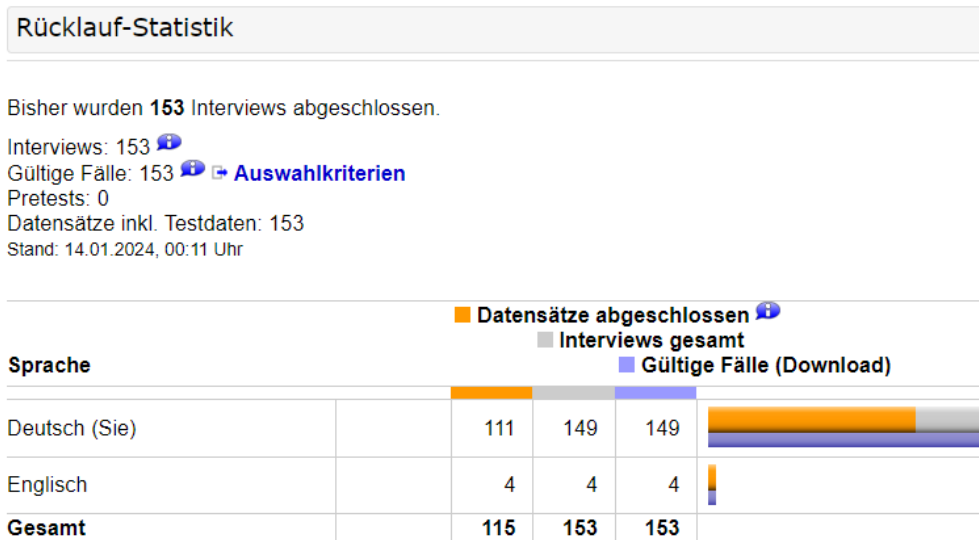 Rücklauf-Statistik
Bisher wurden 153 Interviews abgeschlossen.
Interviews: 153
Gültige Fälle: 153 Auswahlkriterien
Pretests: 0
Datensätze inkl. Testdaten: 153
Stand: 14.01.2024, 00:11 Uhr
Datensätze abgeschlossen
Interviews gesamt
Sprache Gültige Fälle (Download)
Deutsch (Sie) 111 149 149
Englisch 4 4 4
Gesamt 115 153 153